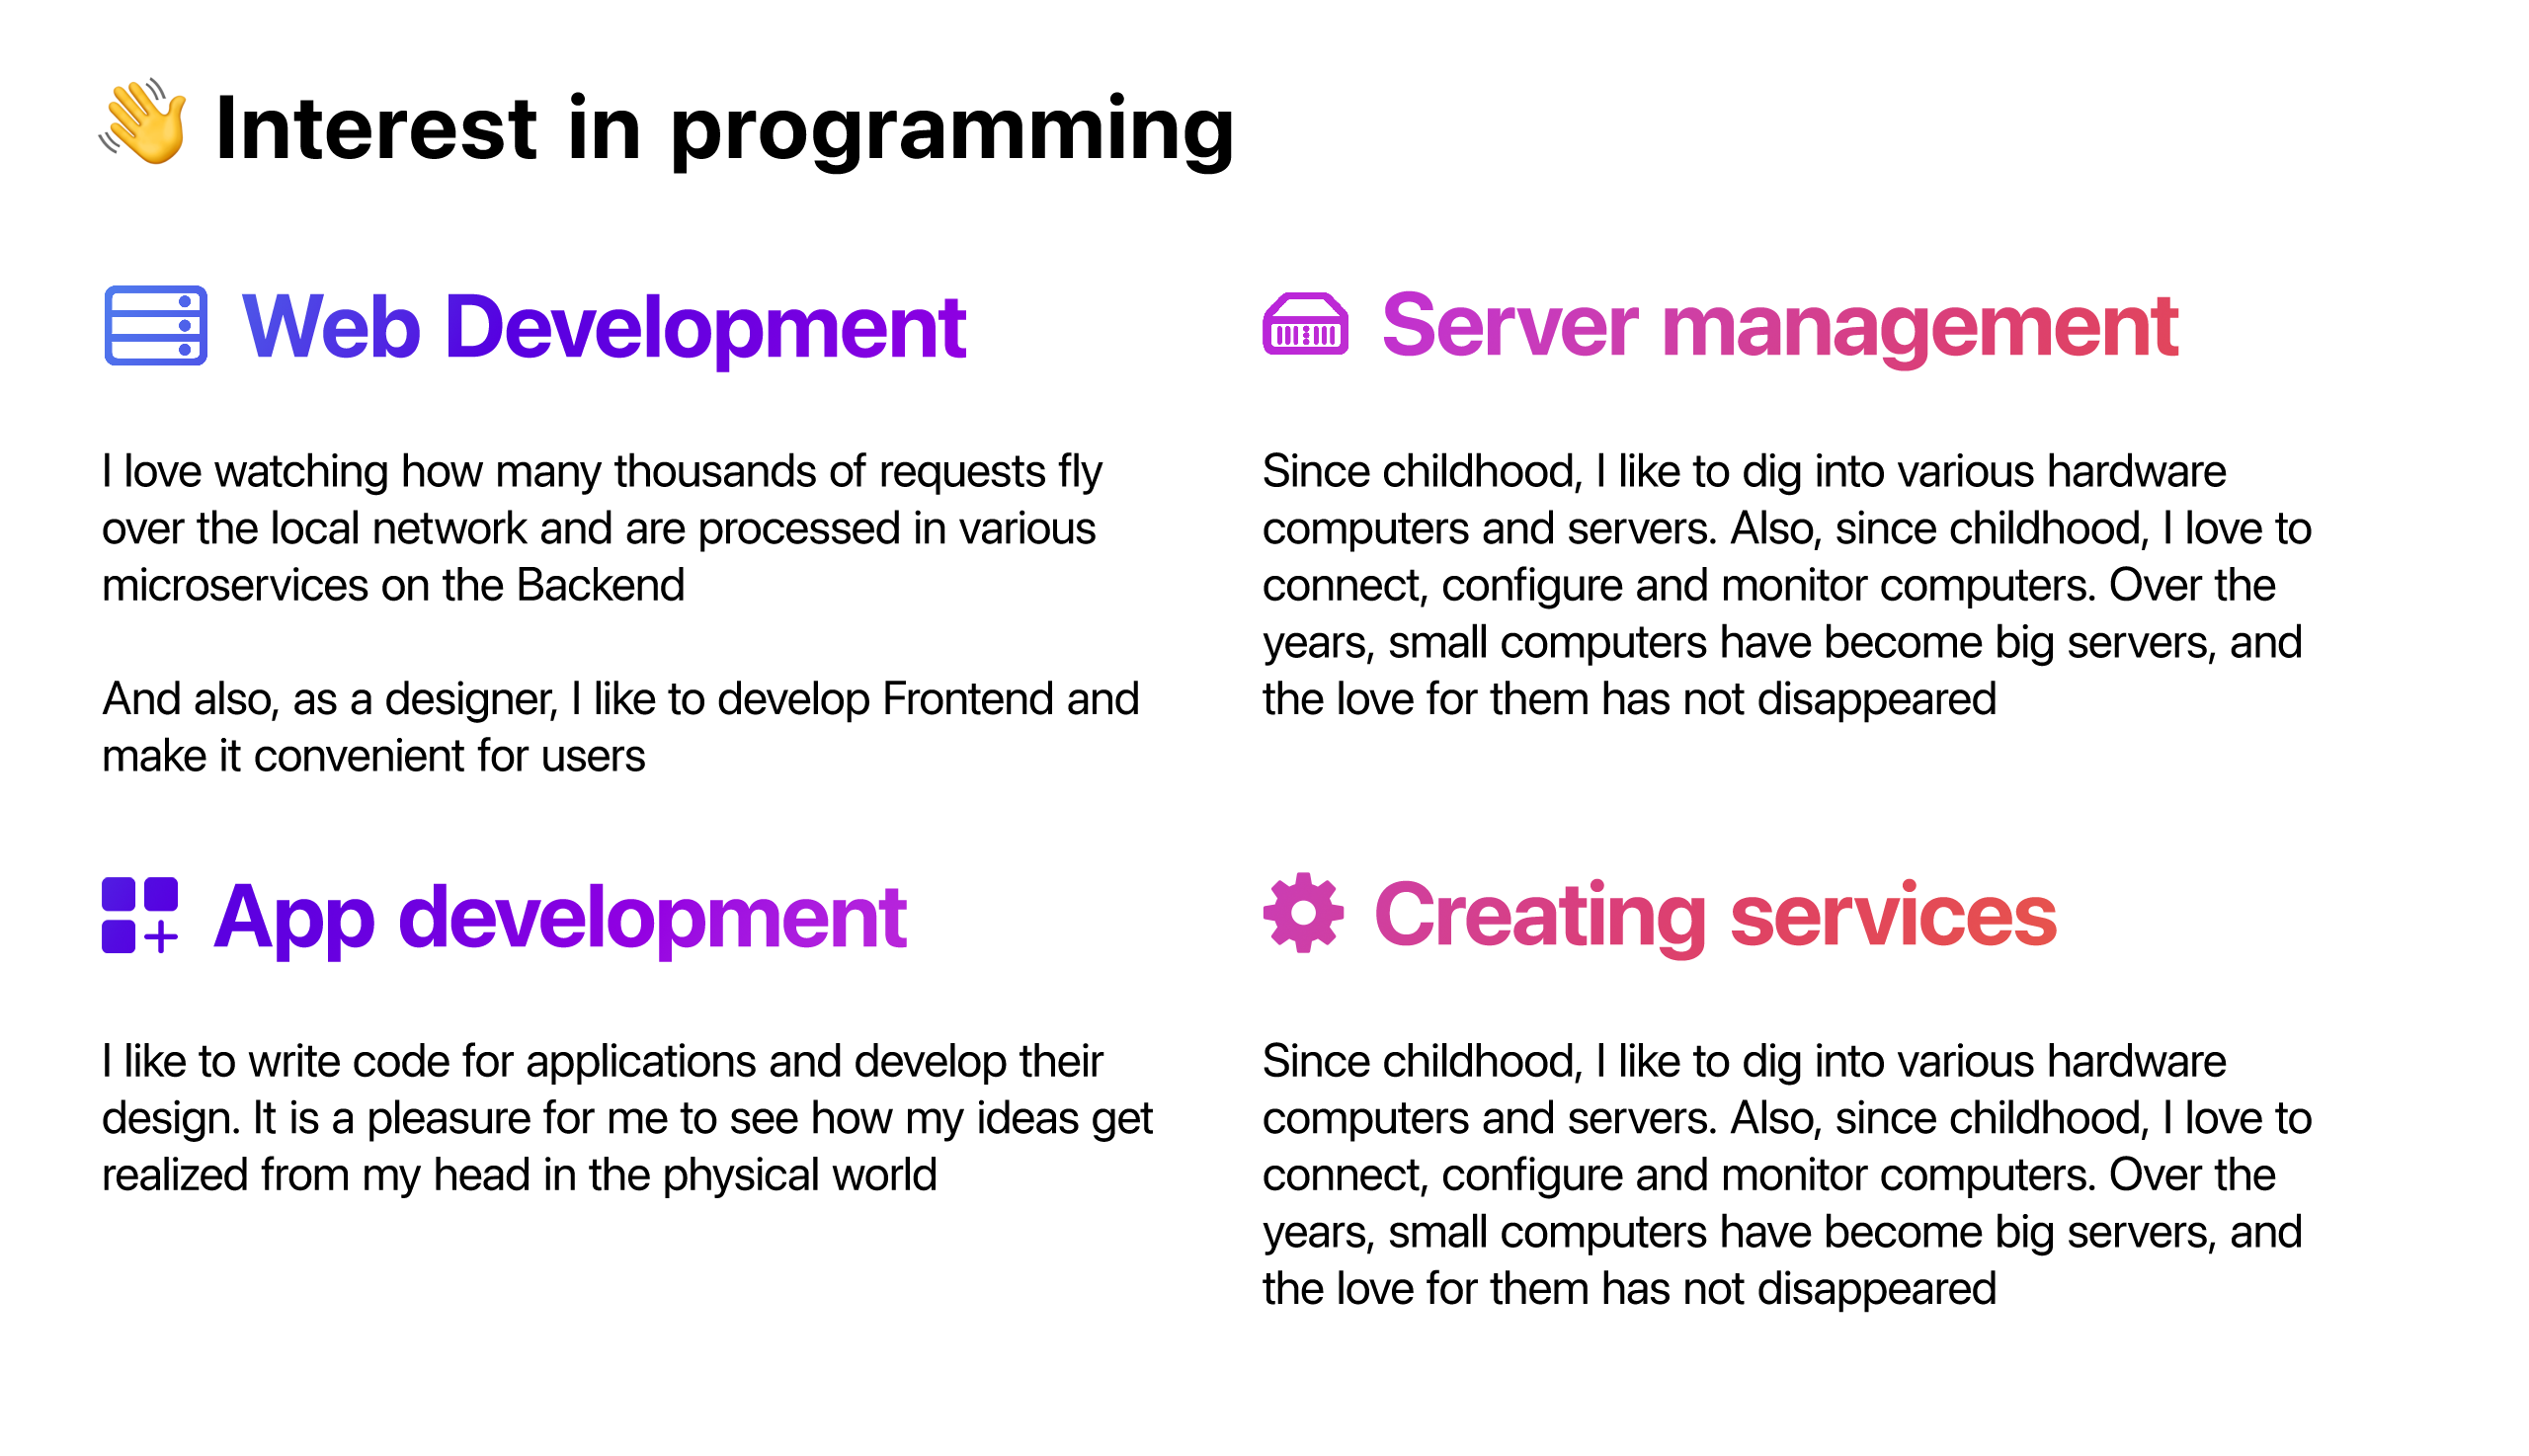 👋 Interest in programming
Web Development
I love watching how many thousands of requests fly
over the local network and are processed in various
microservices on the Backend
And also, as a designer, I like to develop Frontend and
make it convenient for users
Server management
Since childhood, I like to dig into various hardware
computers and servers. Also, since childhood, I love to
connect, configure and monitor computers. Over the
years, small computers have become big servers, and
the love for them has not disappeared
App development
I like to write code for applications and develop their
design. It is a pleasure for me to see how my ideas get
realized from my head in the physical world
Creating services
Since childhood, I like to dig into various hardware
computers and servers. Also, since childhood, I love to
connect, configure and monitor computers. Over the
years, small computers have become big servers, and
the love for them has not disappeared